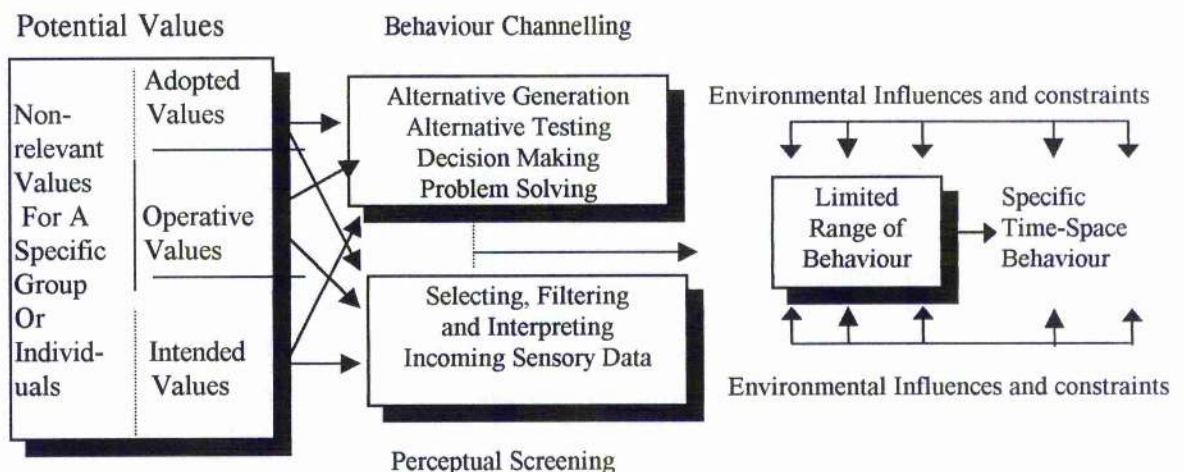 Potential Values
Non-
relevant
Values
For A
Specific
Group
Or
Individ-
uals
Adopted
Values
Operative
Values
Intended
Values
Behaviour Channelling
Alternative Generation
Alternative Testing
Decision Making
Problem Solving
Selecting, Filtering
and Interpreting
Incoming Sensory Data
Perceptual Screening
Environmental Influences and constraints
Limited
Range of
Behaviour
Specific
Time-Space
Behaviour
Environmental Influences and constraints